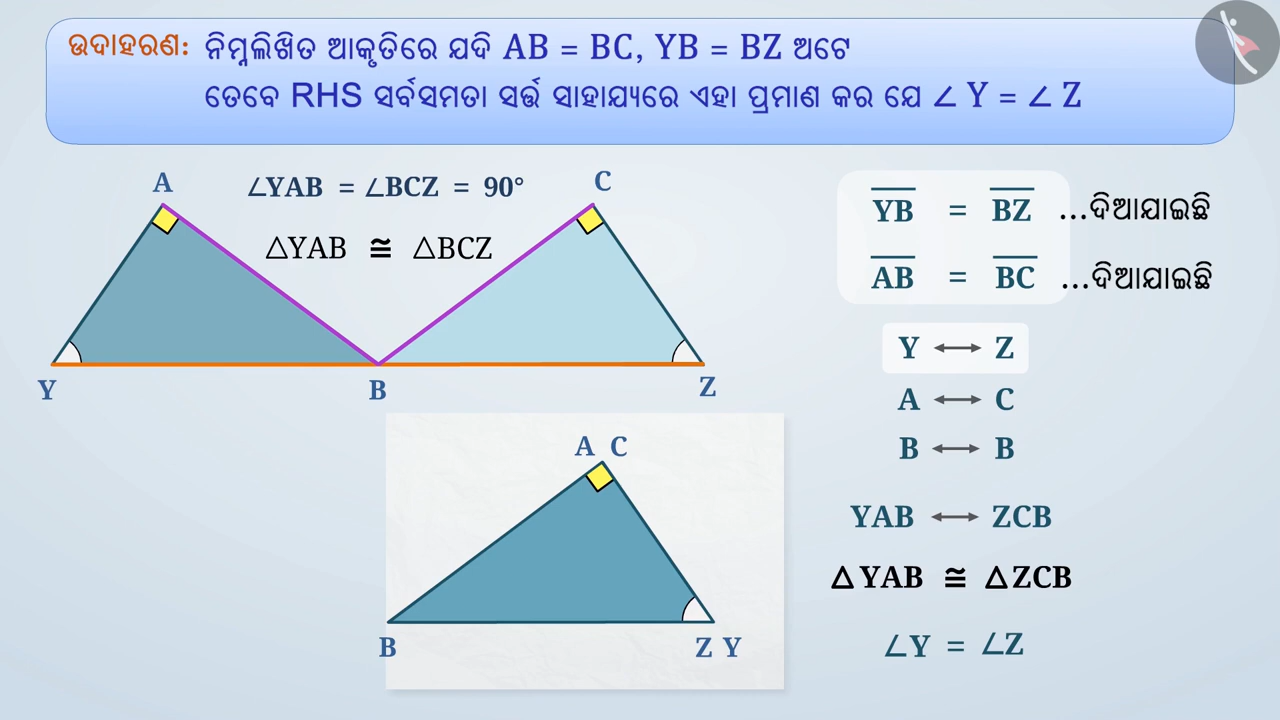 ଉଦାହରଣ: ନିମ୍ନଲିଖିତ ଆକୃତିରେ ଯଦି AB = BC, YB = BZ ଅଟେ
ତେବେ RHS ସର୍ବସମତା ସର୍ତ୍ତ ସାହାଯ୍ୟରେ ଏହା ପ୍ରମାଣ କର ଯେ ∠ Y = ∠ Z
A
∠YAB = ∠BCZ = 90°
C
△YAB ≅ △BCZ
Y
B
Z
A C
B
Z Y
YB = BZ ...ଦିଆଯାଇଛି
AB = BC ...ଦିଆଯାଇଛି
Y ⟷ Z
A ⟷ C
B ⟷ B
YAB ⟷ ZCB
△ YAB ≅ △ ZCB
∠Y = ∠Z